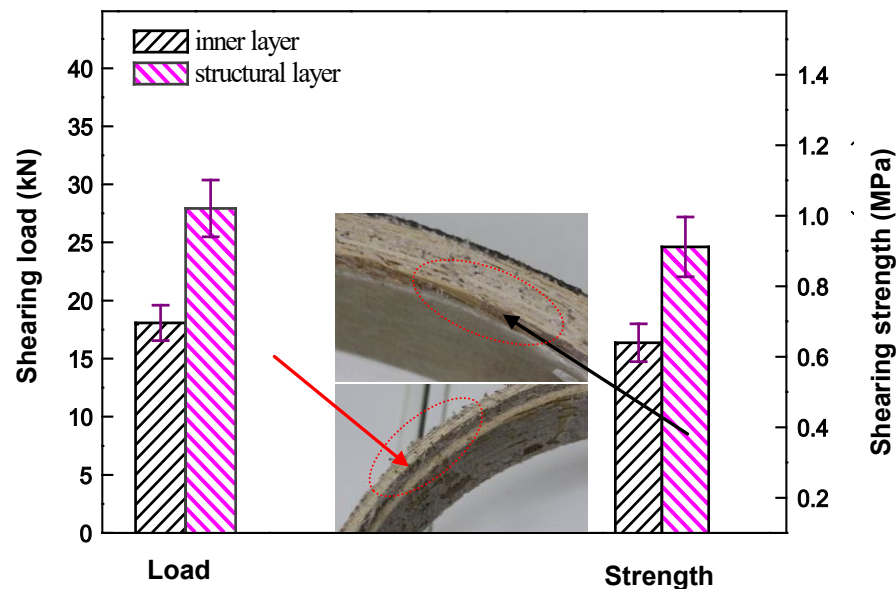 inner layer
structural layer
Shearing load (kN)
45
40
35
30
25
20
15
10
5
0
Shearing strength (MPa)
1.4
1.2
1.0
0.8
0.6
0.4
0.2
Load
Strength